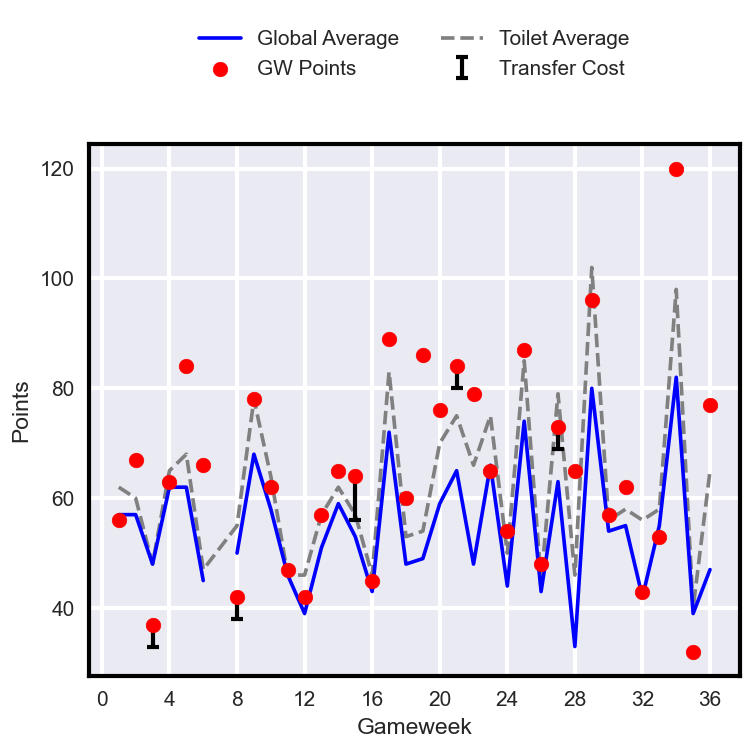 Global Average Toilet Average
GW Points Transfer Cost
120
100
80
60
40
Points
0 4 8 12 16 20 24 28 32 36
Gameweek